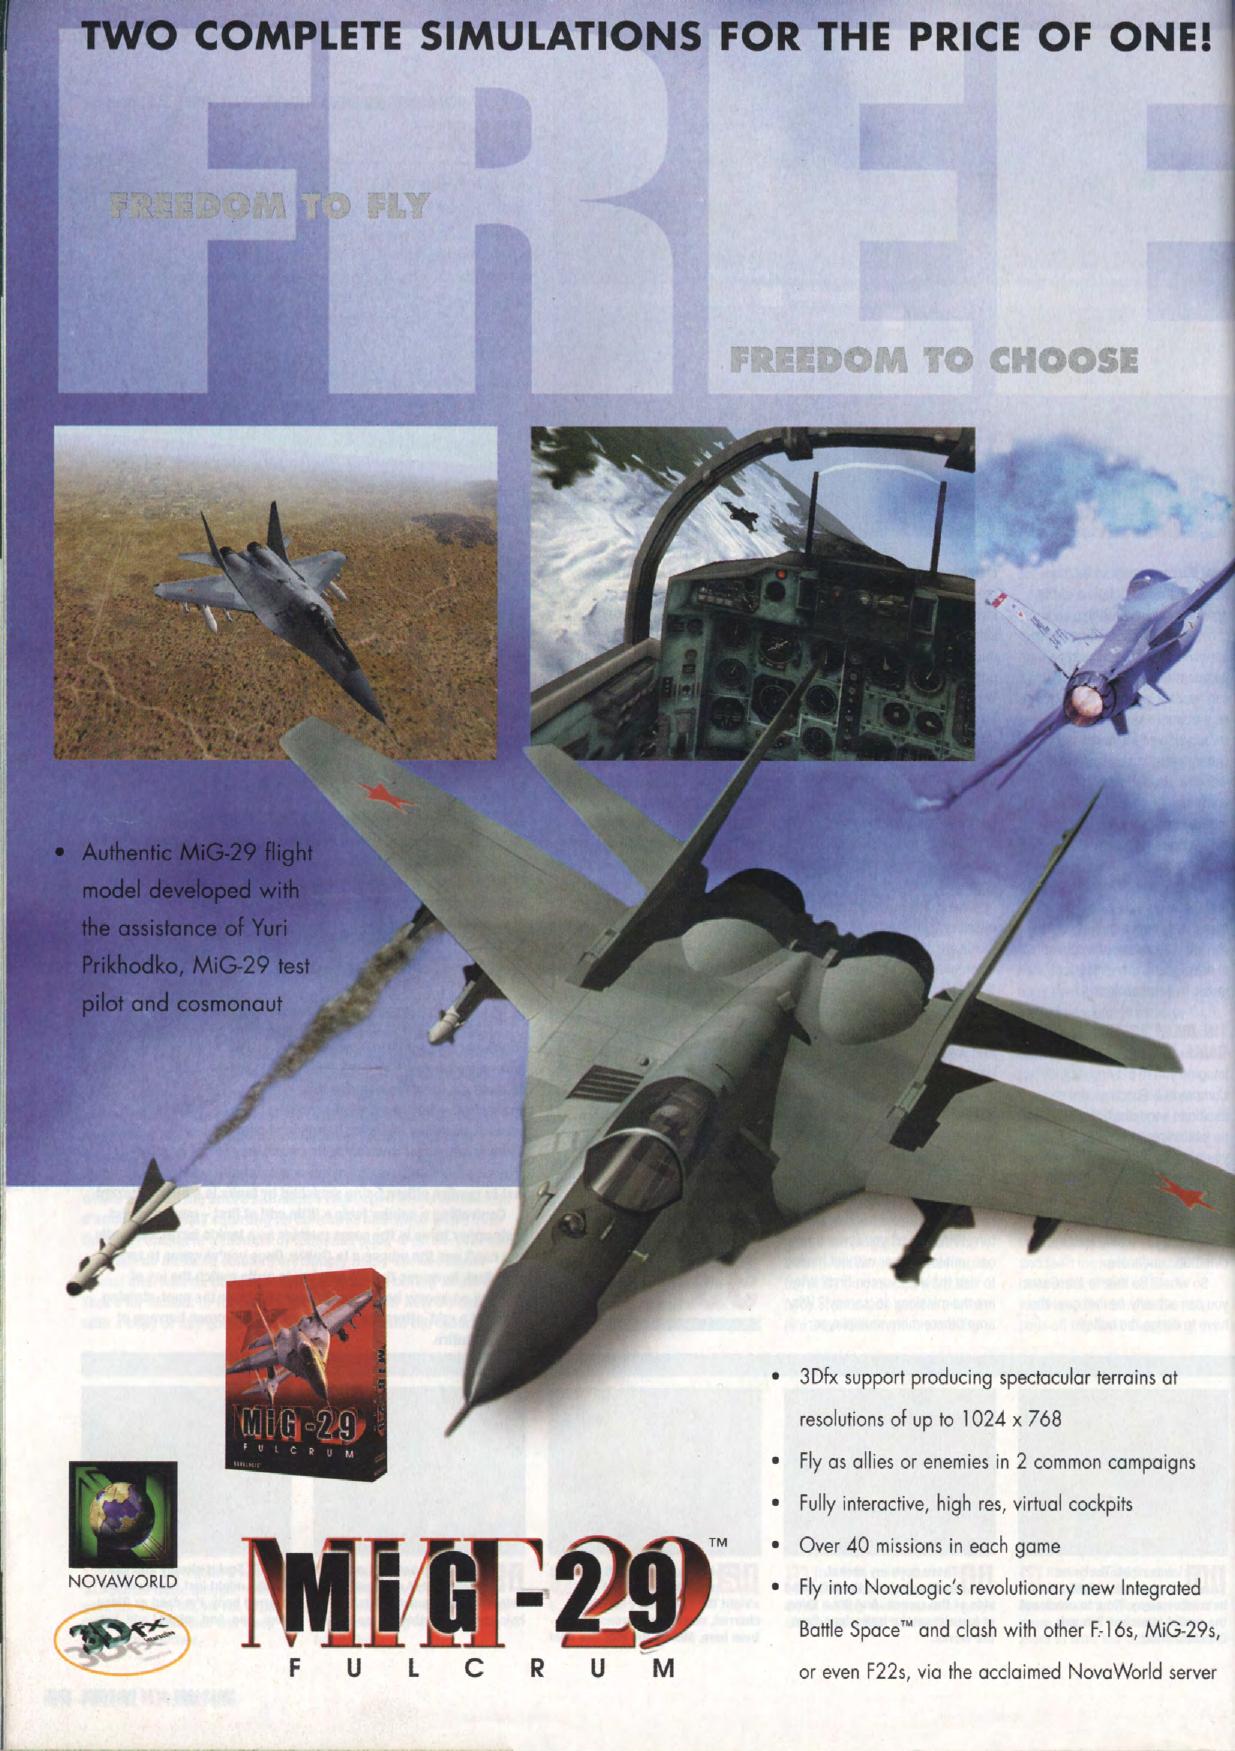 TWO COMPLETE SIMULATIONS FOR THE PRICE OF ONE!
FREE
FREEDOM TO FLY
FREEDOM TO CHOOSE
• Authentic MiG-29 flight
model developed with
the assistance of Yuri
Prikhodko, MiG-29 test
pilot and cosmonaut
MiG-29
FULCRUM
NOVALOGIC
• 3Dfx support producing spectacular terrains at
resolutions of up to 1024 x 768
• Fly as allies or enemies in 2 common campaigns
• Fully interactive, high res, virtual cockpits
• Over 40 missions in each game
• Fly into NovaLogic's revolutionary new Integrated
Battle Space™ and clash with other F-16s, MiG-29s,
or even F22s, via the acclaimed NovaWorld server
NOVAWORLD
3Dfx
МИГ 29
MiG-29™
FULCRUM